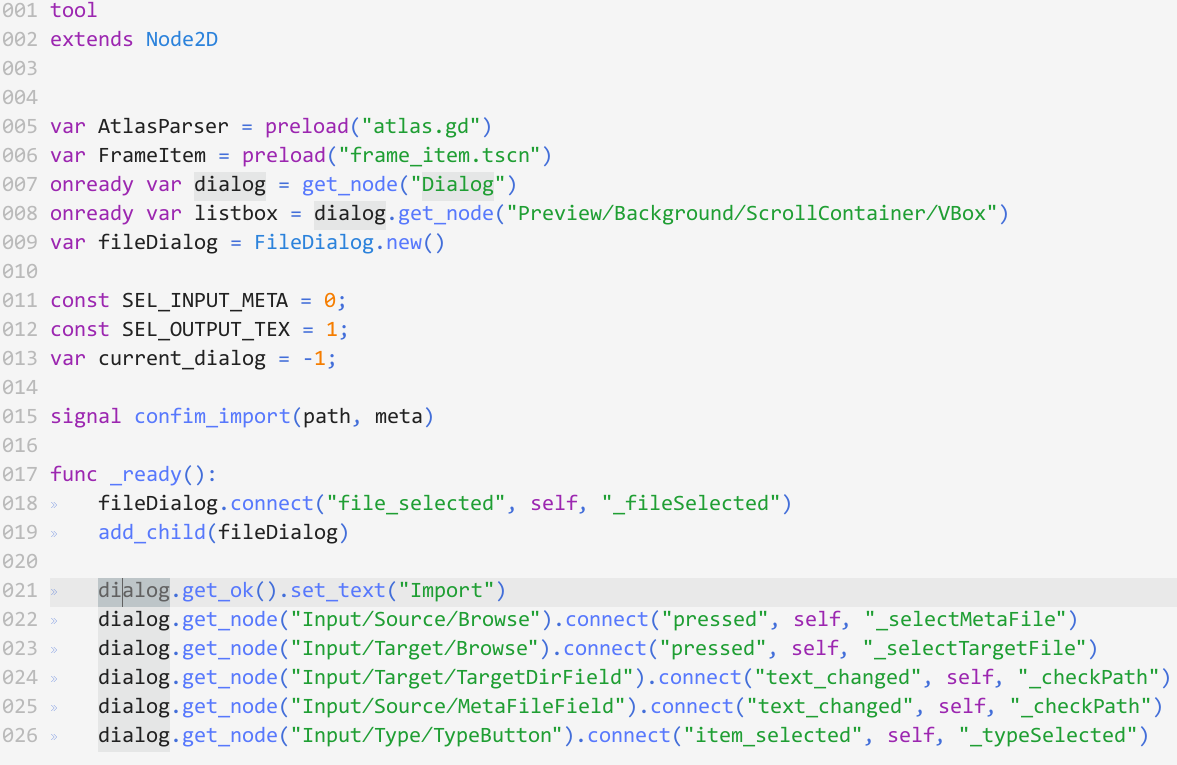 001 tool
002 extends Node2D
003
004
005 var AtlasParser = preload("atlas.gd")
006 var FrameItem = preload("frame_item.tscn")
007 onready var dialog = get_node("Dialog")
008 onready var listbox = dialog.get_node("Preview/Background/ScrollContainer/VBox")
009 var fileDialog = FileDialog.new()
010
011 const SEL_INPUT_META = 0;
012 const SEL_OUTPUT_TEX = 1;
013 var current_dialog = -1;
014
015 signal confim_import(path, meta)
016
017 func _ready():
018 » fileDialog.connect("file_selected", self, "_fileSelected")
019 » add_child(fileDialog)
020
021 » dialog.get_ok().set_text("Import")
022 » dialog.get_node("Input/Source/Browse").connect("pressed", self, "_selectMetaFile")
023 » dialog.get_node("Input/Target/Browse").connect("pressed", self, "_selectTargetFile")
024 » dialog.get_node("Input/Target/TargetDirField").connect("text_changed", self, "_checkPath")
025 » dialog.get_node("Input/Source/MetaFileField").connect("text_changed", self, "_checkPath")
026 » dialog.get_node("Input/Type/TypeButton").connect("item_selected", self, "_typeSelected")